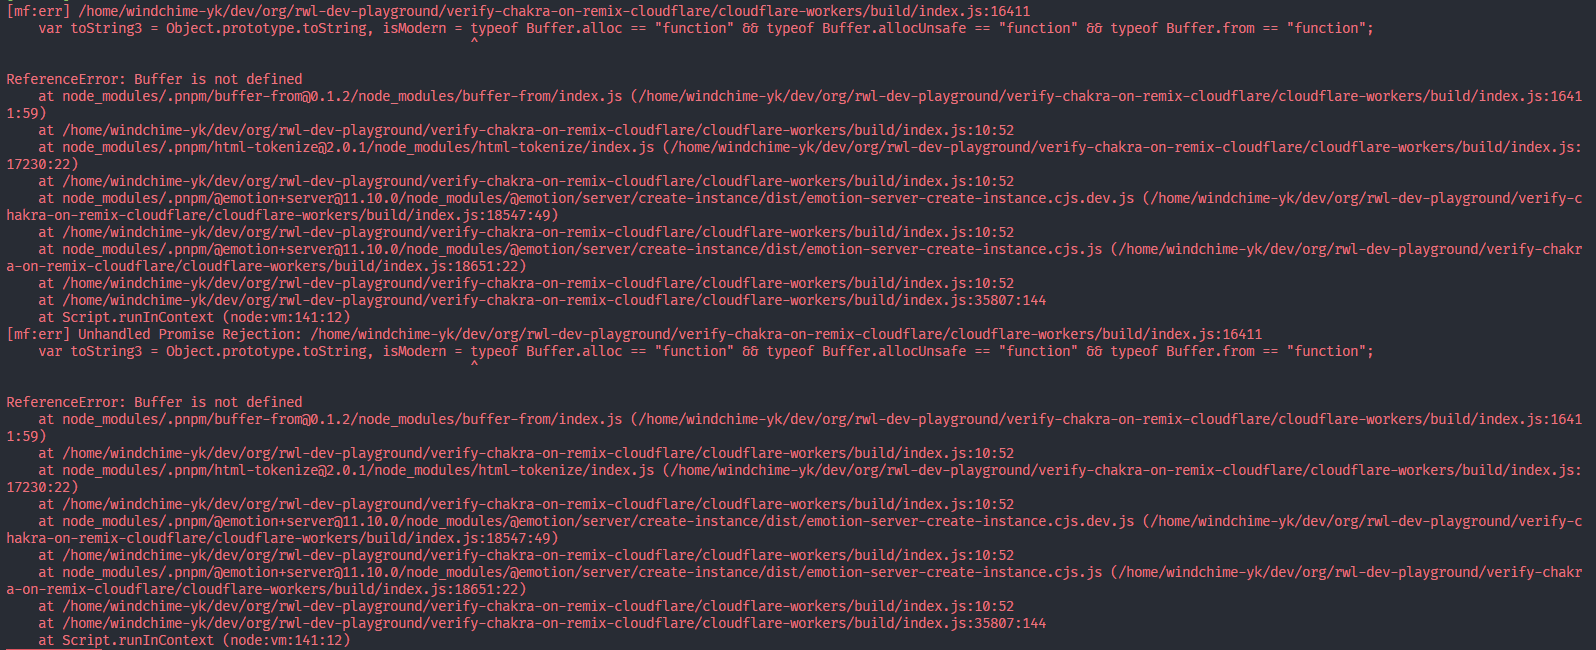 [mf:err] /home/windchime-yk/dev/org/rwl-dev-playground/verify-chakra-on-remix-cloudflare/cloudflare-workers/build/index.js:16411
    var toString3 = Object.prototype.toString, isModern = typeof Buffer.alloc == "function" && typeof Buffer.allocUnsafe == "function" && typeof Buffer.from == "function";
                                                          ^
ReferenceError: Buffer is not defined
    at node_modules/.pnpm/buffer-from@0.1.2/node_modules/buffer-from/index.js (/home/windchime-yk/dev/org/rwl-dev-playground/verify-chakra-on-remix-cloudflare/cloudflare-workers/build/index.js:1641
1:59)
    at /home/windchime-yk/dev/org/rwl-dev-playground/verify-chakra-on-remix-cloudflare/cloudflare-workers/build/index.js:10:52
    at node_modules/.pnpm/html-tokenize@2.0.1/node_modules/html-tokenize/index.js (/home/windchime-yk/dev/org/rwl-dev-playground/verify-chakra-on-remix-cloudflare/cloudflare-workers/build/index.js:
17230:22)
    at /home/windchime-yk/dev/org/rwl-dev-playground/verify-chakra-on-remix-cloudflare/cloudflare-workers/build/index.js:10:52
    at node_modules/.pnpm/@emotion+server@11.10.0/node_modules/@emotion/server/create-instance/dist/emotion-server-create-instance.cjs.dev.js (/home/windchime-yk/dev/org/rwl-dev-playground/verify-c
hakra-on-remix-cloudflare/cloudflare-workers/build/index.js:18547:49)
    at /home/windchime-yk/dev/org/rwl-dev-playground/verify-chakra-on-remix-cloudflare/cloudflare-workers/build/index.js:10:52
    at node_modules/.pnpm/@emotion+server@11.10.0/node_modules/@emotion/server/create-instance/dist/emotion-server-create-instance.cjs.js (/home/windchime-yk/dev/org/rwl-dev-playground/verify-chakr
a-on-remix-cloudflare/cloudflare-workers/build/index.js:18651:22)
    at /home/windchime-yk/dev/org/rwl-dev-playground/verify-chakra-on-remix-cloudflare/cloudflare-workers/build/index.js:10:52
    at /home/windchime-yk/dev/org/rwl-dev-playground/verify-chakra-on-remix-cloudflare/cloudflare-workers/build/index.js:35807:144
    at Script.runInContext (node:vm:141:12)
[mf:err] Unhandled Promise Rejection: /home/windchime-yk/dev/org/rwl-dev-playground/verify-chakra-on-remix-cloudflare/cloudflare-workers/build/index.js:16411
    var toString3 = Object.prototype.toString, isModern = typeof Buffer.alloc == "function" && typeof Buffer.allocUnsafe == "function" && typeof Buffer.from == "function";
                                                          ^
ReferenceError: Buffer is not defined
    at node_modules/.pnpm/buffer-from@0.1.2/node_modules/buffer-from/index.js (/home/windchime-yk/dev/org/rwl-dev-playground/verify-chakra-on-remix-cloudflare/cloudflare-workers/build/index.js:1641
1:59)
    at /home/windchime-yk/dev/org/rwl-dev-playground/verify-chakra-on-remix-cloudflare/cloudflare-workers/build/index.js:10:52
    at node_modules/.pnpm/html-tokenize@2.0.1/node_modules/html-tokenize/index.js (/home/windchime-yk/dev/org/rwl-dev-playground/verify-chakra-on-remix-cloudflare/cloudflare-workers/build/index.js:
17230:22)
    at /home/windchime-yk/dev/org/rwl-dev-playground/verify-chakra-on-remix-cloudflare/cloudflare-workers/build/index.js:10:52
    at node_modules/.pnpm/@emotion+server@11.10.0/node_modules/@emotion/server/create-instance/dist/emotion-server-create-instance.cjs.dev.js (/home/windchime-yk/dev/org/rwl-dev-playground/verify-c
hakra-on-remix-cloudflare/cloudflare-workers/build/index.js:18547:49)
    at /home/windchime-yk/dev/org/rwl-dev-playground/verify-chakra-on-remix-cloudflare/cloudflare-workers/build/index.js:10:52
    at node_modules/.pnpm/@emotion+server@11.10.0/node_modules/@emotion/server/create-instance/dist/emotion-server-create-instance.cjs.js (/home/windchime-yk/dev/org/rwl-dev-playground/verify-chakr
a-on-remix-cloudflare/cloudflare-workers/build/index.js:18651:22)
    at /home/windchime-yk/dev/org/rwl-dev-playground/verify-chakra-on-remix-cloudflare/cloudflare-workers/build/index.js:10:52
    at /home/windchime-yk/dev/org/rwl-dev-playground/verify-chakra-on-remix-cloudflare/cloudflare-workers/build/index.js:35807:144
    at Script.runInContext (node:vm:141:12)